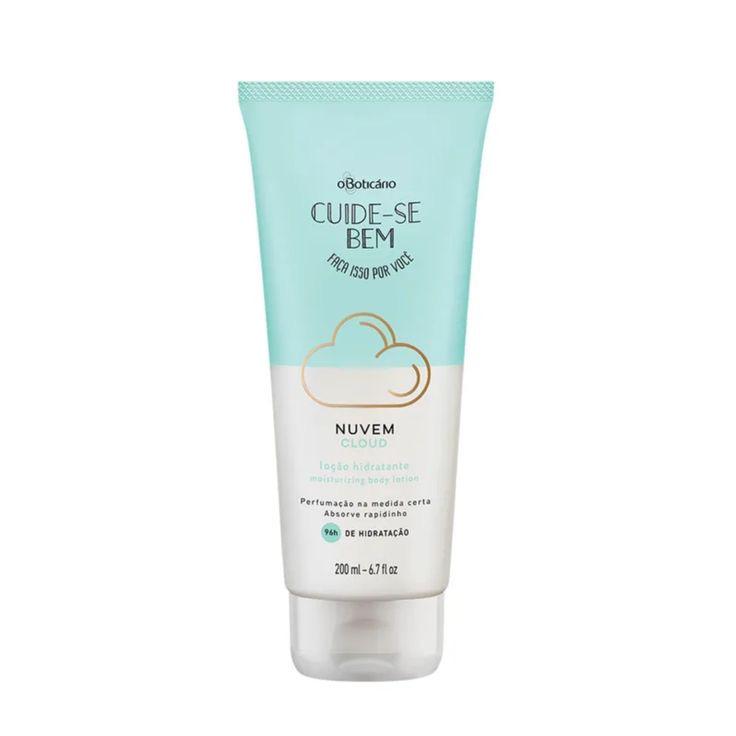 oBoticário
CUIDE-SE
BEM
FAÇA ISSO POR VOCÊ
NUVEM
CLOUD
loção hidratante
moisturizing body lotion
Perfumação na medida certa
Absorve rapidinho
96h DE HIDRATAÇÃO
200 ml – 6.7 fl oz